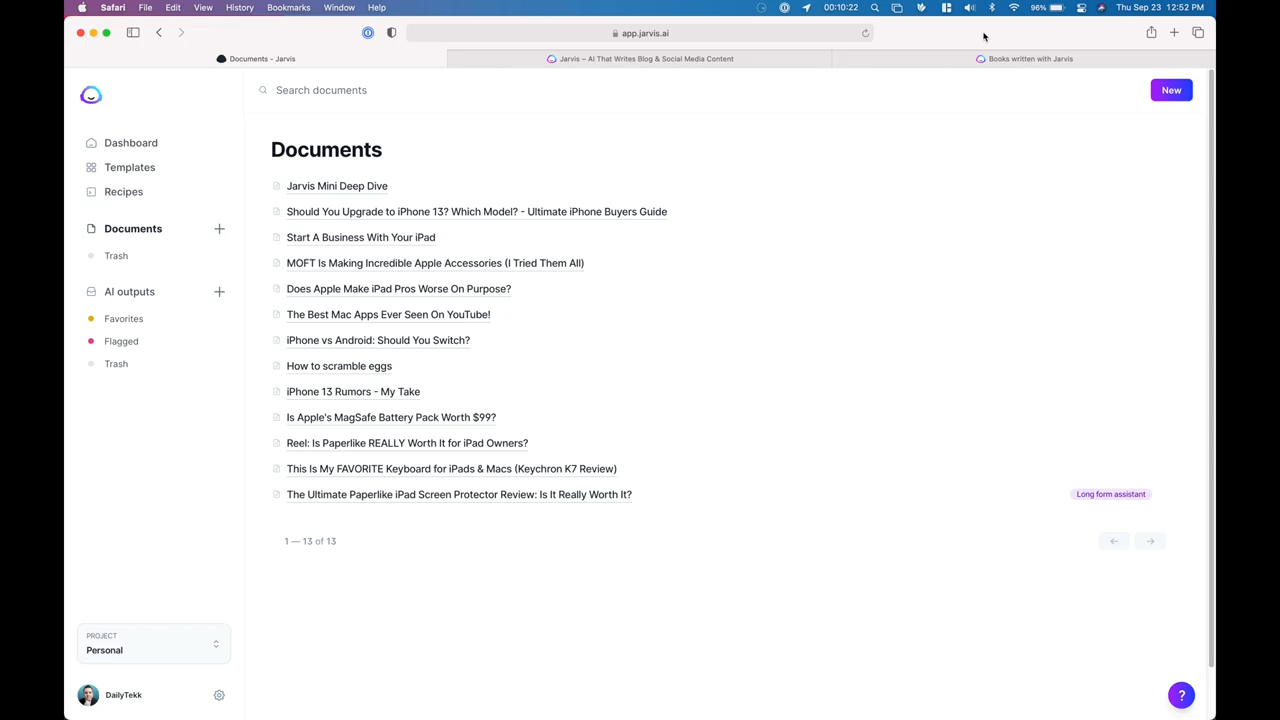 Safari File Edit View History Bookmarks Window Help 00:10:22 96% Thu Sep 23 12:52 PM
app.jarvis.ai
Documents - Jarvis
Jarvis – AI That Writes Blog & Social Media Content
Books written with Jarvis
Search documents
New
Dashboard
Templates
Recipes
Documents
Trash
AI outputs
Favorites
Flagged
Trash
PROJECT
Personal
DailyTekk
Documents
Jarvis Mini Deep Dive
Should You Upgrade to iPhone 13? Which Model? - Ultimate iPhone Buyers Guide
Start A Business With Your iPad
MOFT Is Making Incredible Apple Accessories (I Tried Them All)
Does Apple Make iPad Pros Worse On Purpose?
The Best Mac Apps Ever Seen On YouTube!
iPhone vs Android: Should You Switch?
How to scramble eggs
iPhone 13 Rumors - My Take
Is Apple's MagSafe Battery Pack Worth $99?
Reel: Is Paperlike REALLY Worth It for iPad Owners?
This Is My FAVORITE Keyboard for iPads & Macs (Keychron K7 Review)
The Ultimate Paperlike iPad Screen Protector Review: Is It Really Worth It?
Long form assistant
1 — 13 of 13
?